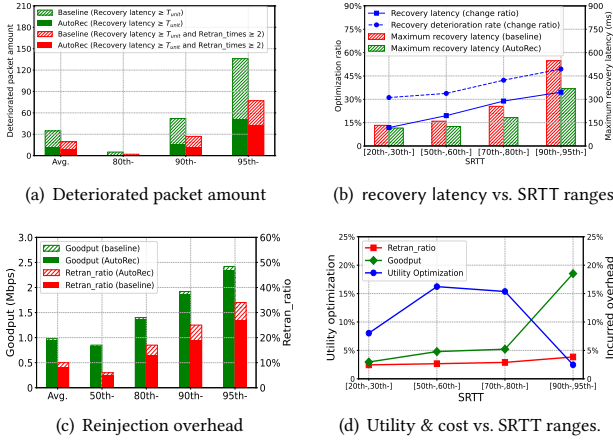 Baseline (Recovery latency ≥ T_unit)
AutoRec (Recovery latency ≥ T_unit)
Baseline (Recovery latency ≥ T_unit and Retran_times ≥ 2)
AutoRec (Recovery latency ≥ T_unit and Retran_times ≥ 2)
Deteriorated packet amount
210
180
150
120
90
60
30
0
Avg. 80th- 90th- 95th-
(a) Deteriorated packet amount
Recovery latency (change ratio)
Recovery deterioration rate (change ratio)
Maximum recovery latency (baseline)
Maximum recovery latency (AutoRec)
Optimization ratio
90%
75%
60%
45%
30%
15%
0%
Maximum recovery latency (ms)
900
750
600
450
300
150
0
[20th-,30th-] [50th-,60th-] [70th-,80th-] [90th-,95th-]
SRTT
(b) recovery latency vs. SRTT ranges
Goodput (baseline)
Goodput (AutoRec)
Retran_ratio (AutoRec)
Retran_ratio (baseline)
Goodput (Mbps)
3.0
2.5
2.0
1.5
1.0
0.5
0.0
Retran_ratio
60%
50%
40%
30%
20%
10%
0%
Avg. 50th- 80th- 90th- 95th-
(c) Reinjection overhead
Retran_ratio
Goodput
Utility Optimization
Utility optimization
25%
20%
15%
10%
5%
0%
Incurred overhead
25%
20%
15%
10%
5%
0%
[20th-,30th-] [50th-,60th-] [70th-,80th-] [90th-,95th-]
SRTT
(d) Utility & cost vs. SRTT ranges.